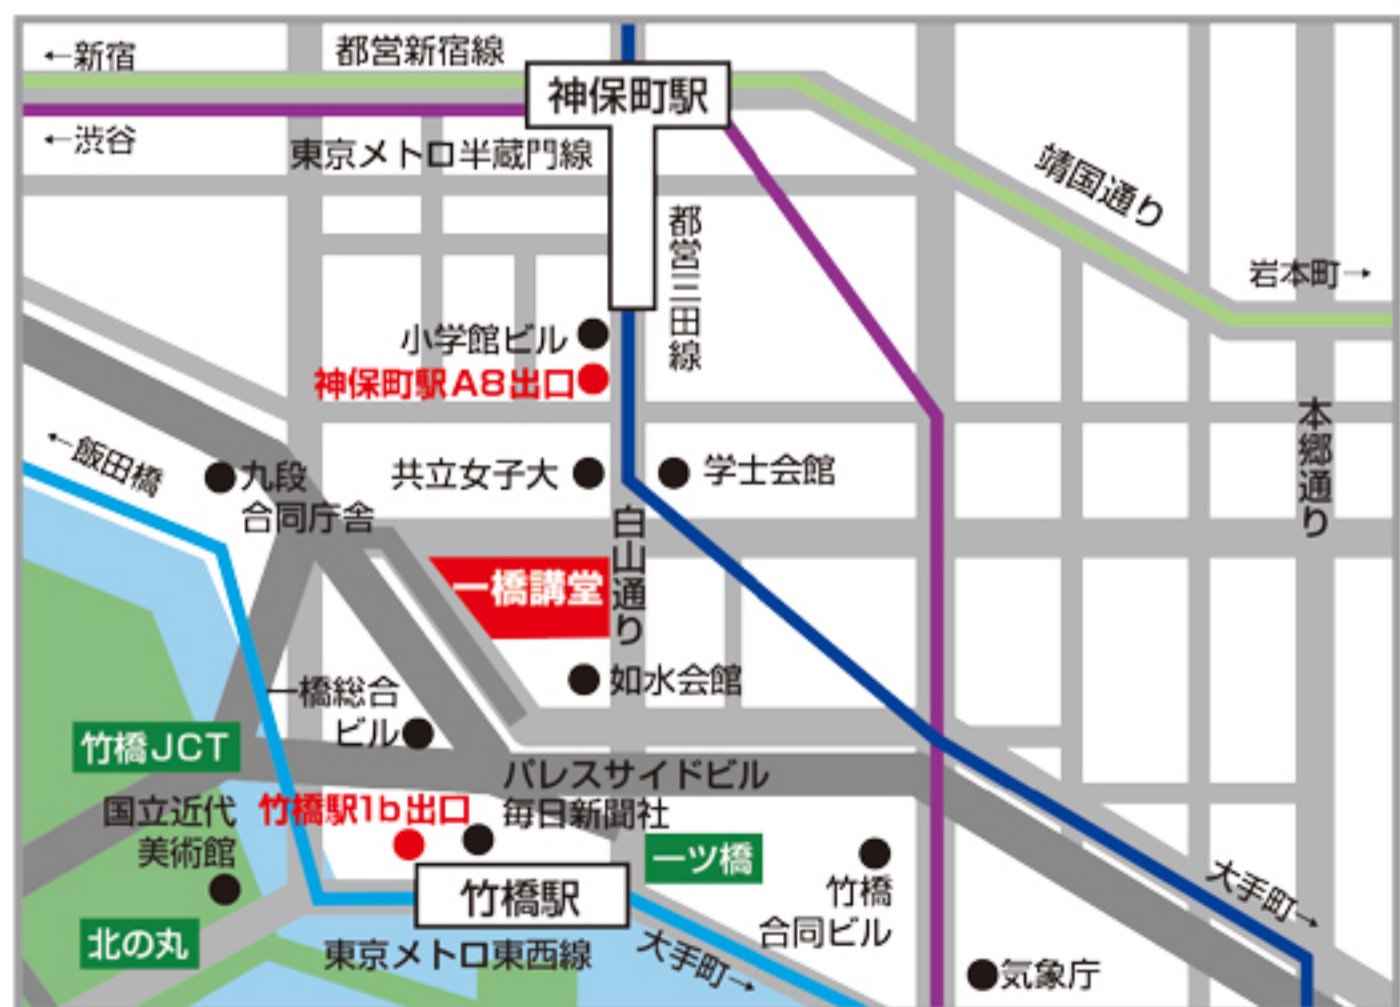 ←新宿
都営新宿線
神保町駅
←渋谷
東京メトロ半蔵門線
靖国通り
都営三田線
岩本町→
小学館ビル
神保町駅A8出口
本郷通り
←飯田橋
九段
合同庁舎
共立女子大
学士会館
白山通り
一橋講堂
如水会館
一橋総合
ビル
竹橋JCT
パレスサイドビル
毎日新聞社
国立近代
美術館
竹橋駅1b出口
一ツ橋
竹橋
合同ビル
大手町→
竹橋駅
北の丸
東京メトロ東西線
大手町→
気象庁